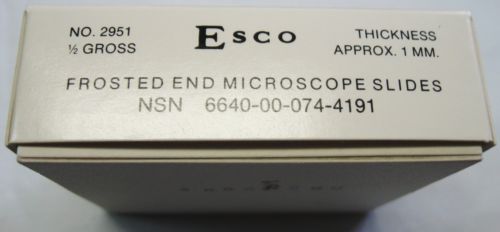 NO. 2951
½ GROSS
ESCO
THICKNESS
APPROX. 1 MM.
FROSTED END MICROSCOPE SLIDES
NSN 6640-00-074-4191